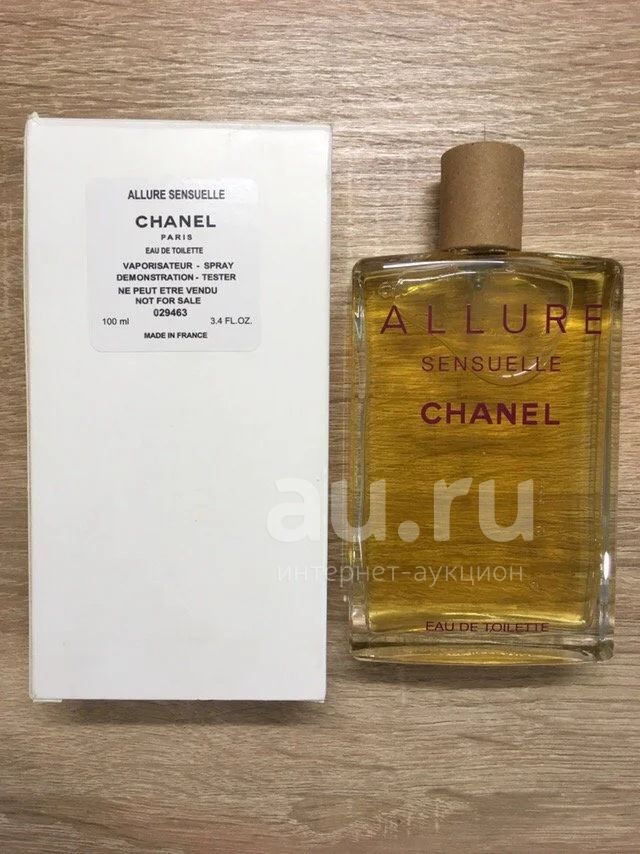 ALLURE SENSUELLE
CHANEL
PARIS
EAU DE TOILETTE
VAPORISATEUR - SPRAY
DEMONSTRATION - TESTER
NE PEUT ETRE VENDU
NOT FOR SALE
029463
100 ml 3.4 FL.OZ.
MADE IN FRANCE
ALLURE
SENSUELLE
CHANEL
EAU DE TOILETTE
au.ru
интернет-аукцион